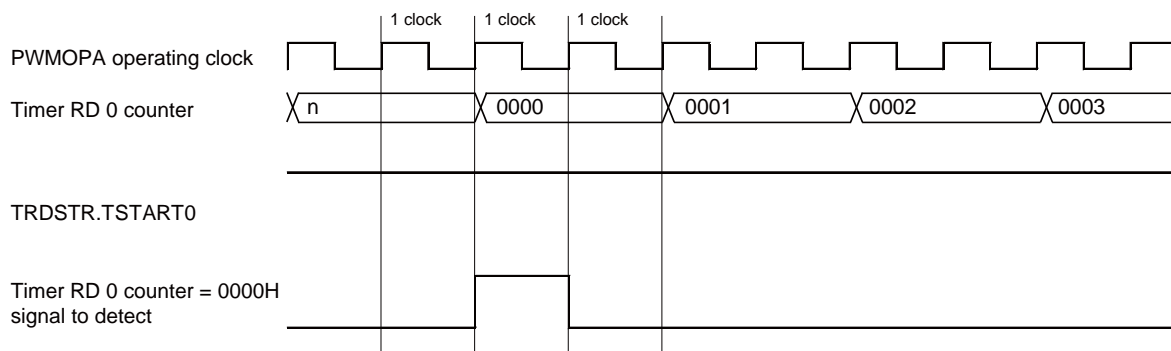 1 clock 1 clock 1 clock
PWMOPA operating clock
Timer RD 0 counter n 0000 0001 0002 0003
TRDSTR.TSTART0
Timer RD 0 counter = 0000H
signal to detect